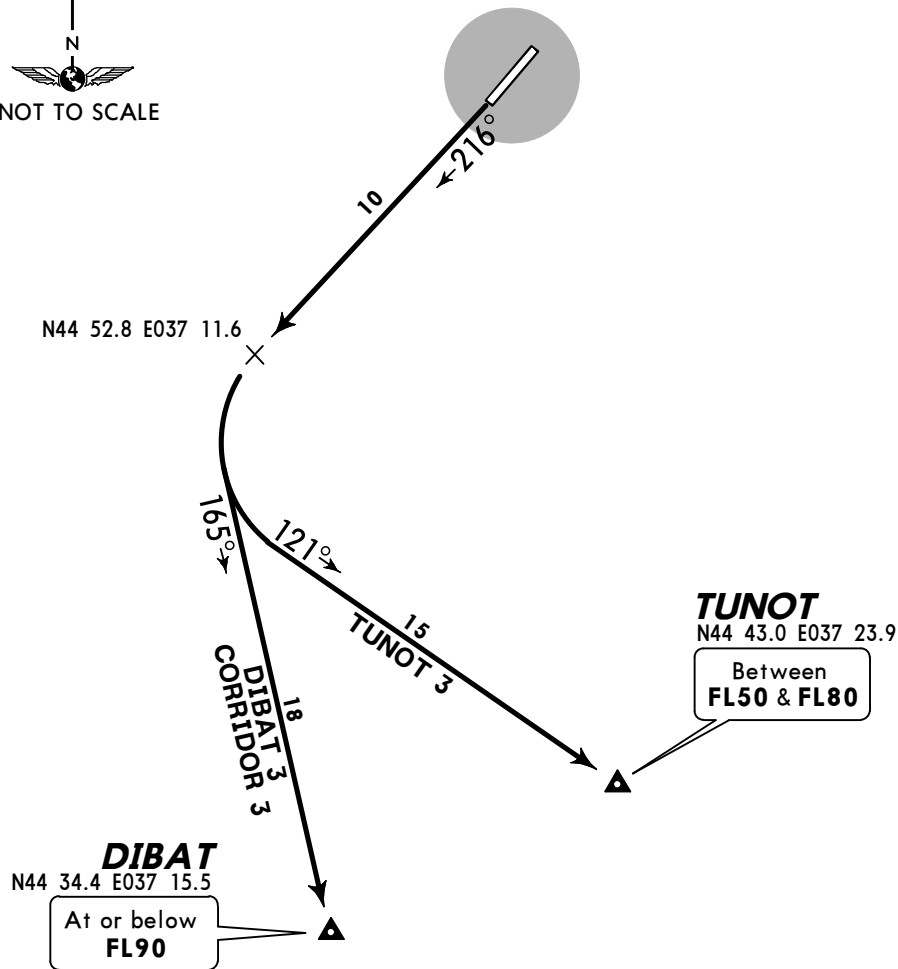 N
NOT TO SCALE
216°
10
N44 52.8 E037 11.6
165°
121°
15
TUNOT 3
TUNOT
N44 43.0 E037 23.9
Between
FL50 & FL80
18
DIBAT 3
CORRIDOR 3
DIBAT
N44 34.4 E037 15.5
At or below
FL90